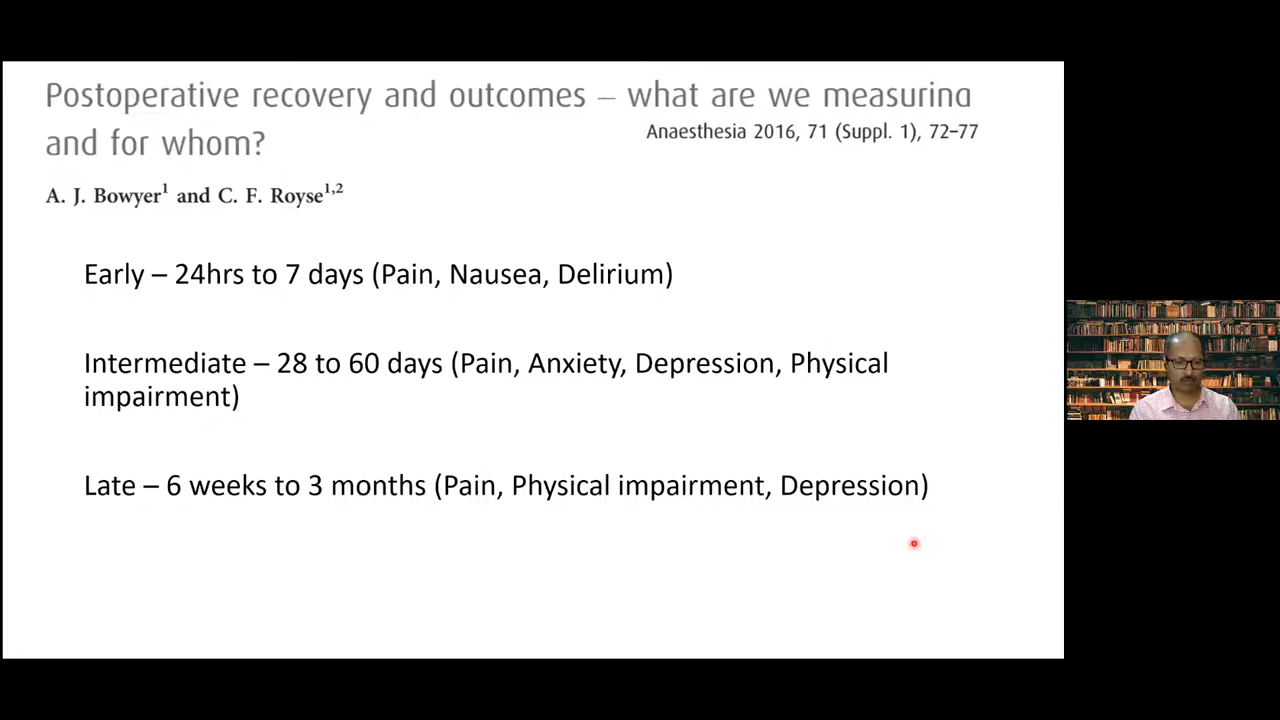 Postoperative recovery and outcomes – what are we measuring
and for whom?
Anaesthesia 2016, 71 (Suppl. 1), 72–77
A. J. Bowyer1 and C. F. Royse1,2
Early – 24hrs to 7 days (Pain, Nausea, Delirium)
Intermediate – 28 to 60 days (Pain, Anxiety, Depression, Physical
impairment)
Late – 6 weeks to 3 months (Pain, Physical impairment, Depression)